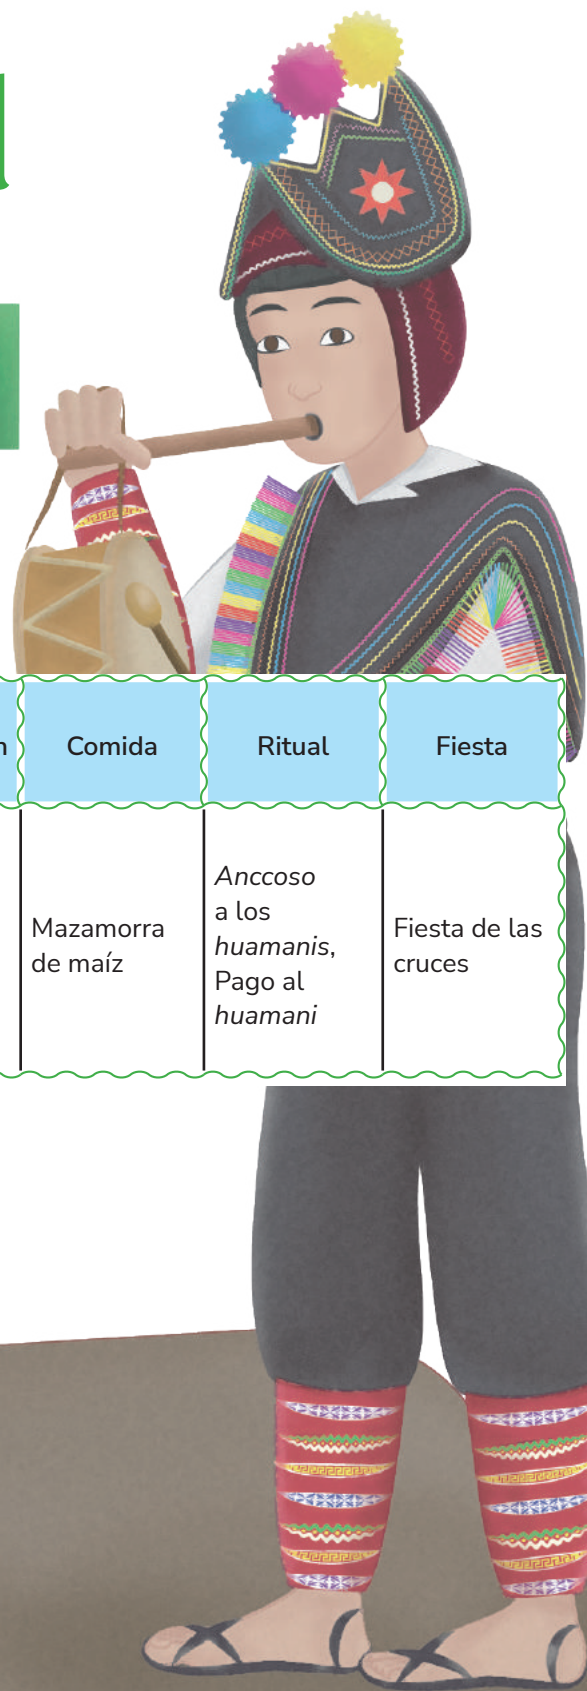 Comida
Ritual
Fiesta
Mazamorra
de maíz
Anccoso
a los
huamanis,
Pago al
huamani
Fiesta de las
cruces